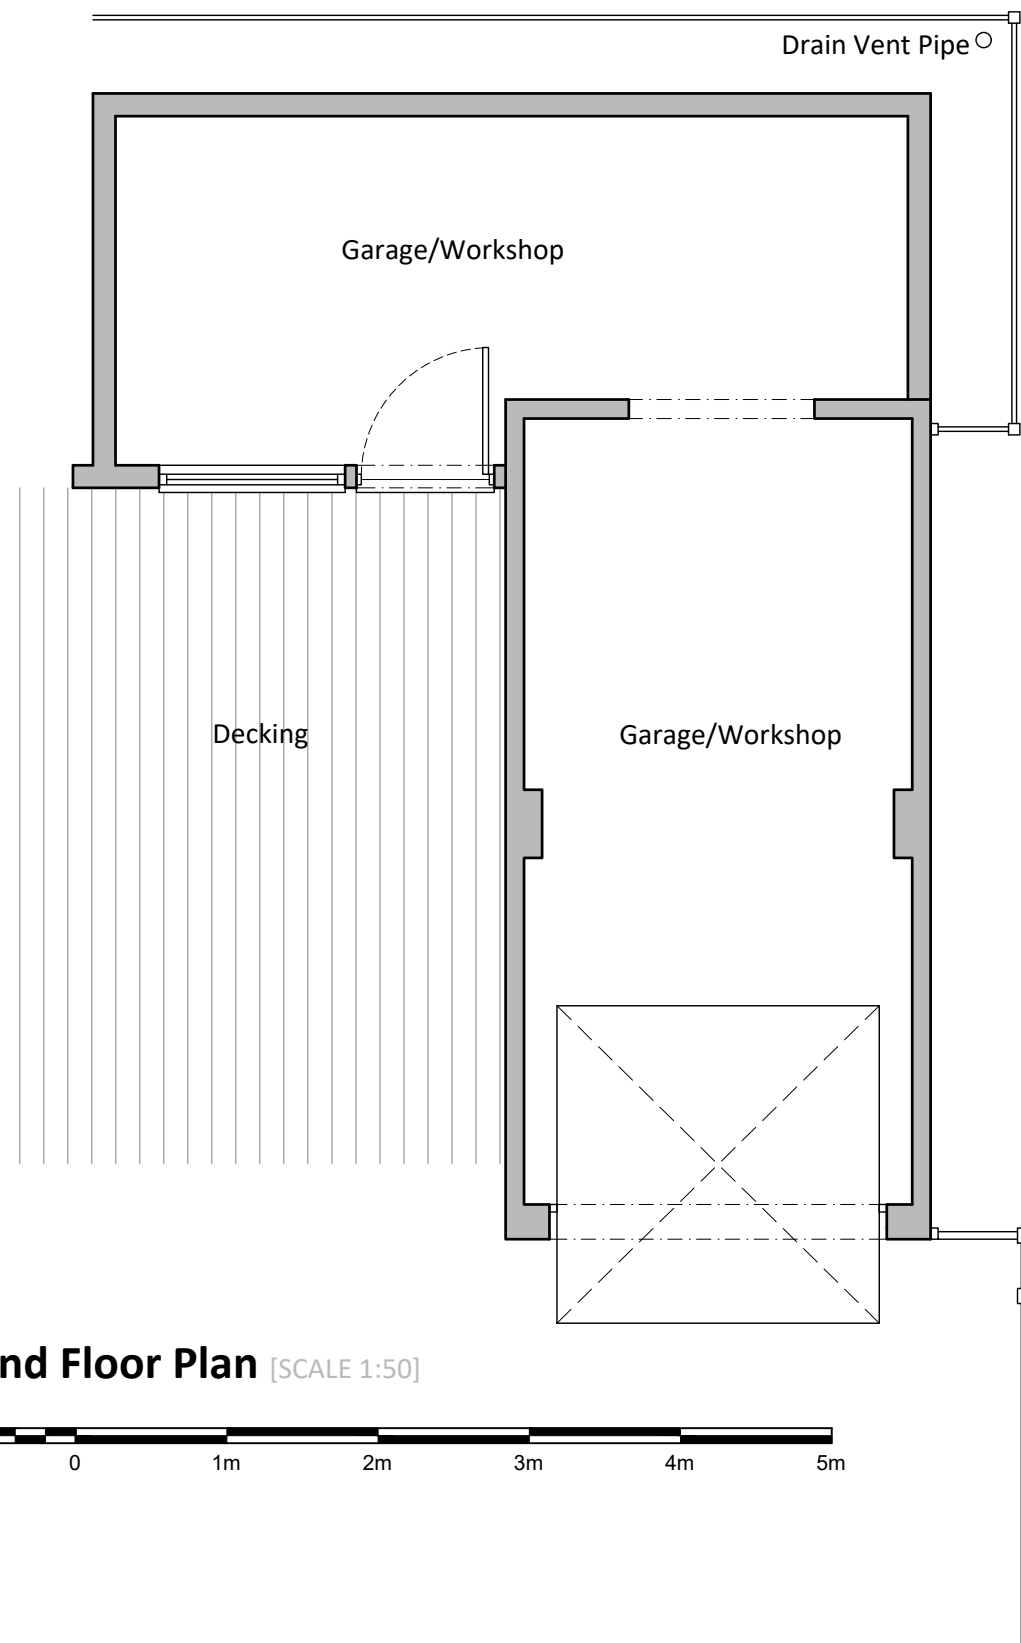 Drain Vent Pipe
Garage/Workshop
Decking
Garage/Workshop
nd Floor Plan [SCALE 1:50]
0 1m 2m 3m 4m 5m